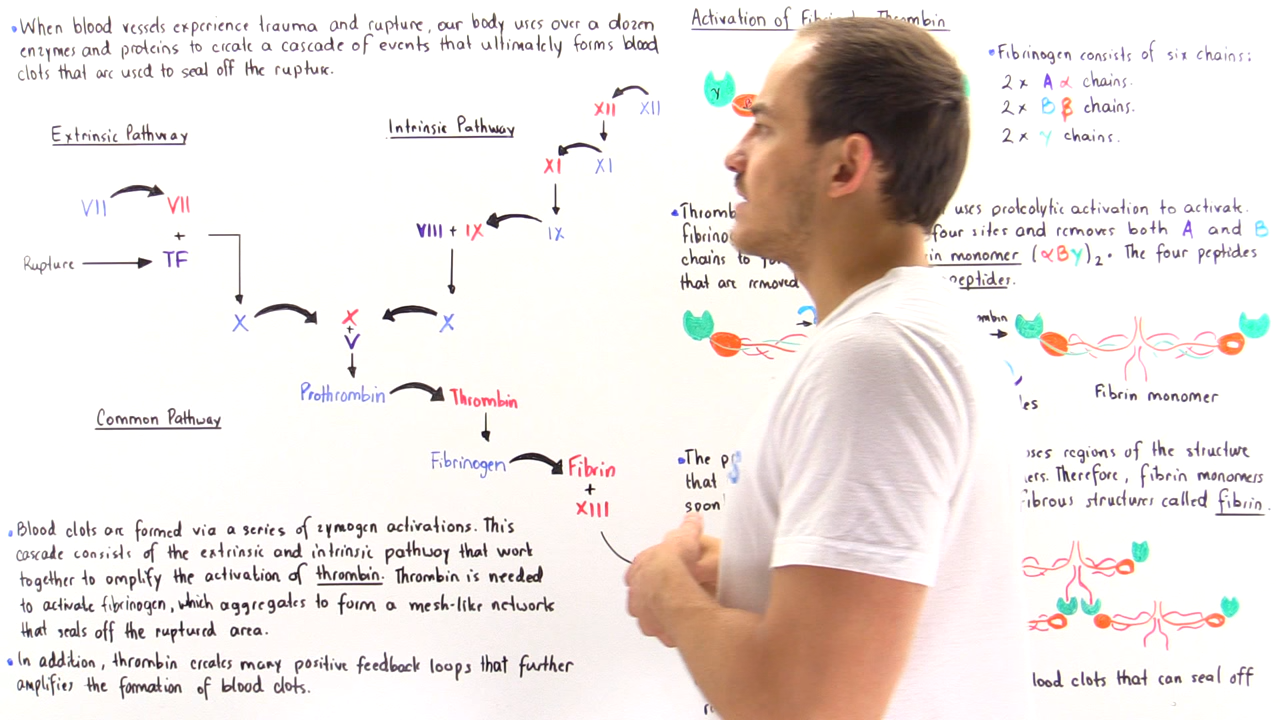 •When blood vessels experience trauma and rupture, our body uses over a dozen
enzymes and proteins to create a cascade of events that ultimately forms blood
clots that are used to seal off the rupture.
Extrinsic Pathway
Intrinsic Pathway
XII
XII
XI
XI
VIII + IX
IX
VII
VII
+
Rupture
TF
X
X
+
V
X
Prothrombin
Thrombin
Common Pathway
Fibrinogen
Fibrin
+
XIII
•Blood clots are formed via a series of zymogen activations. This
cascade consists of the extrinsic and intrinsic pathway that work
together to amplify the activation of thrombin. Thrombin is needed
to activate fibrinogen, which aggregates to form a mesh-like network
that seals off the ruptured area.
•In addition, thrombin creates many positive feedback loops that further
amplifies the formation of blood clots.
Activation of Thrombin
γ
•Fibrinogen consists of six chains:
2 x A α chains.
2 x B β chains.
2 x γ chains.
uses proteolytic activation to activate
four sites and removes both A and B
chains to monomer (αβγ)2. The four peptides
that are removed peptides.
Fibrin monomer
•The
that
soon
regions of the structure
Therefore, fibrin monomers
structures called fibrin.
clots that can seal off